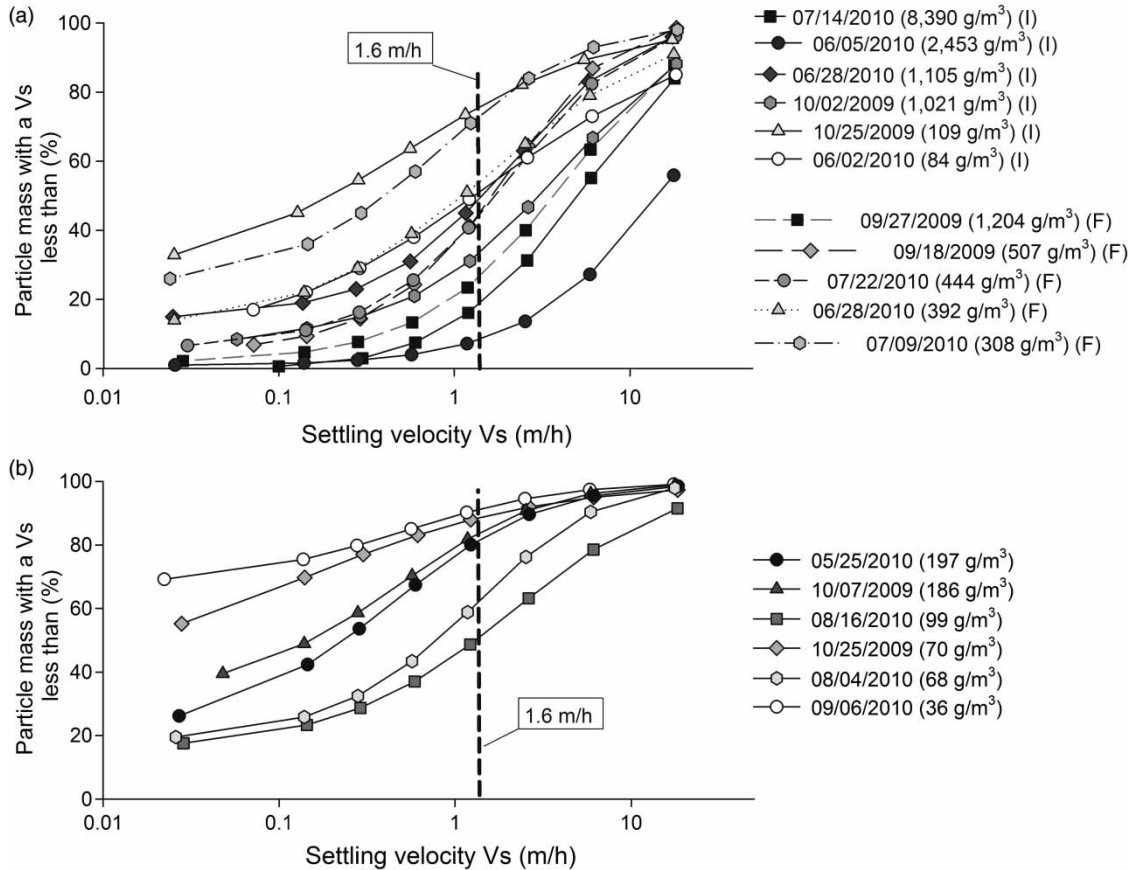 (a)
100
80
60
40
20
0
Particle mass with a Vs
less than (%)
1.6 m/h
0.01
0.1
1
10
Settling velocity Vs (m/h)
07/14/2010 (8,390 g/m³) (I)
06/05/2010 (2,453 g/m³) (I)
06/28/2010 (1,105 g/m³) (I)
10/02/2009 (1,021 g/m³) (I)
10/25/2009 (109 g/m³) (I)
06/02/2010 (84 g/m³) (I)
09/27/2009 (1,204 g/m³) (F)
09/18/2009 (507 g/m³) (F)
07/22/2010 (444 g/m³) (F)
06/28/2010 (392 g/m³) (F)
07/09/2010 (308 g/m³) (F)
(b)
100
80
60
40
20
0
Particle mass with a Vs
less than (%)
1.6 m/h
0.01
0.1
1
10
Settling velocity Vs (m/h)
05/25/2010 (197 g/m³)
10/07/2009 (186 g/m³)
08/16/2010 (99 g/m³)
10/25/2009 (70 g/m³)
08/04/2010 (68 g/m³)
09/06/2010 (36 g/m³)